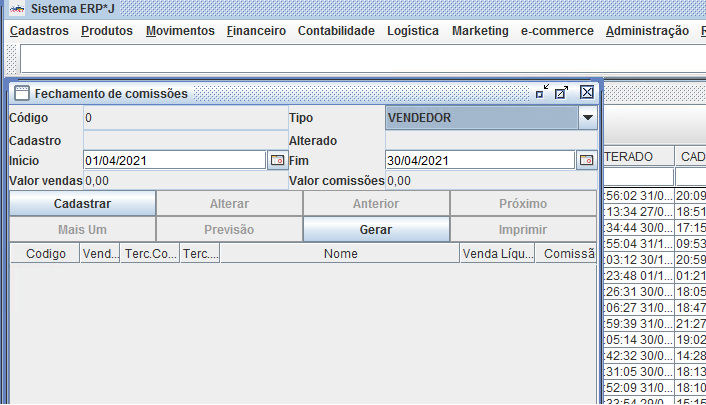 Sistema ERP*J
Cadastros Produtos Movimentos Financeiro Contabilidade Logística Marketing e-commerce Administração
Fechamento de comissões
Código 0 Tipo VENDEDOR
Cadastro Alterado
Início 01/04/2021 Fim 30/04/2021
Valor vendas 0,00 Valor comissões 0,00
Cadastrar Alterar Anterior Próximo
Mais Um Previsão Gerar Imprimir
Codigo Vend... Terc.Co... Terc.... Nome Venda Líqu... Comissã
TERADO CAD
:56:02 31/0... 20:09
:13:34 27/0... 18:51
:34:44 30/0... 17:15
:55:04 31/1... 09:53
:03:12 30/1... 20:59
:23:48 01/1... 01:21
:26:31 30/0... 18:05
:06:27 31/0... 18:47
:59:39 31/0... 21:27
:05:14 30/0... 19:02
:42:32 30/0... 14:28
:31:05 30/0... 18:13
:52:09 31/0... 18:10
:33:54 29/0... 15:15